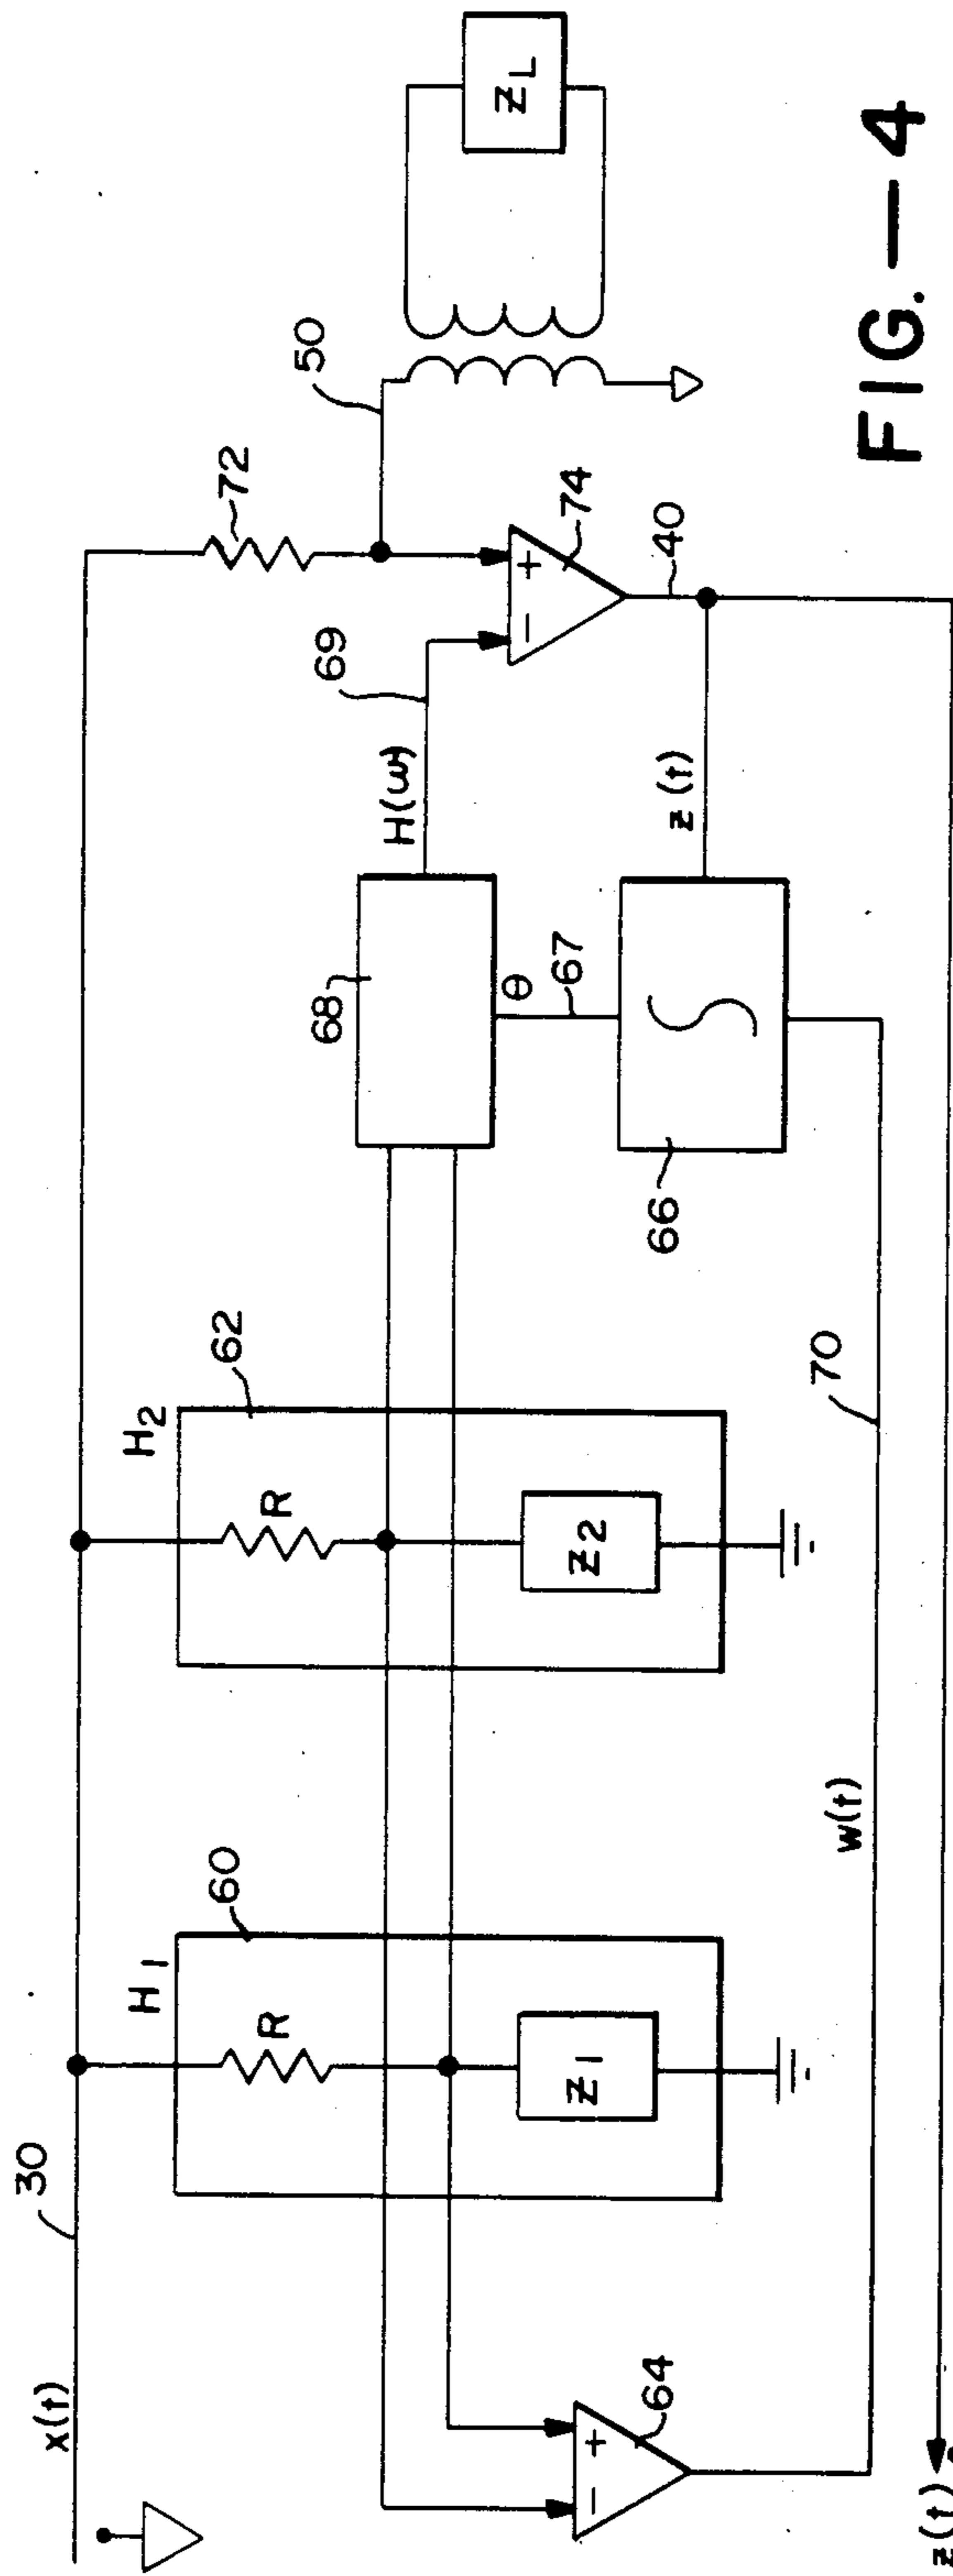 x(t)
30
H1
60
R
Z1
H2
62
R
Z2
64
+
−
w(t)
70
68
θ
67
66
∫
H(ω)
69
72
50
+
−
74
40
z(t)
ZL
z(t)
FIG. — 4